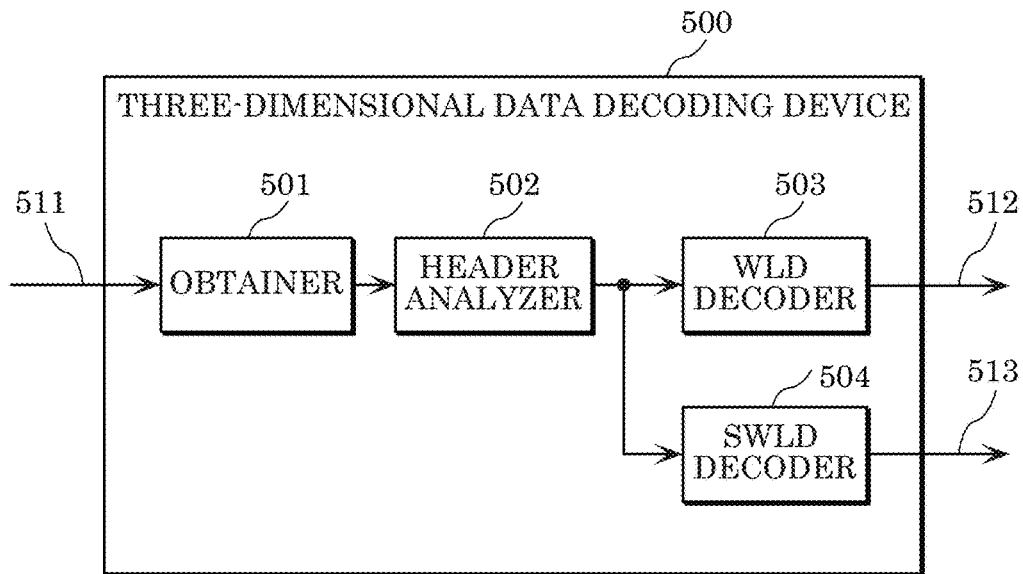 500
THREE-DIMENSIONAL DATA DECODING DEVICE
511
501
502
503
512
OBTAINER
HEADER
ANALYZER
WLD
DECODER
504
513
SWLD
DECODER